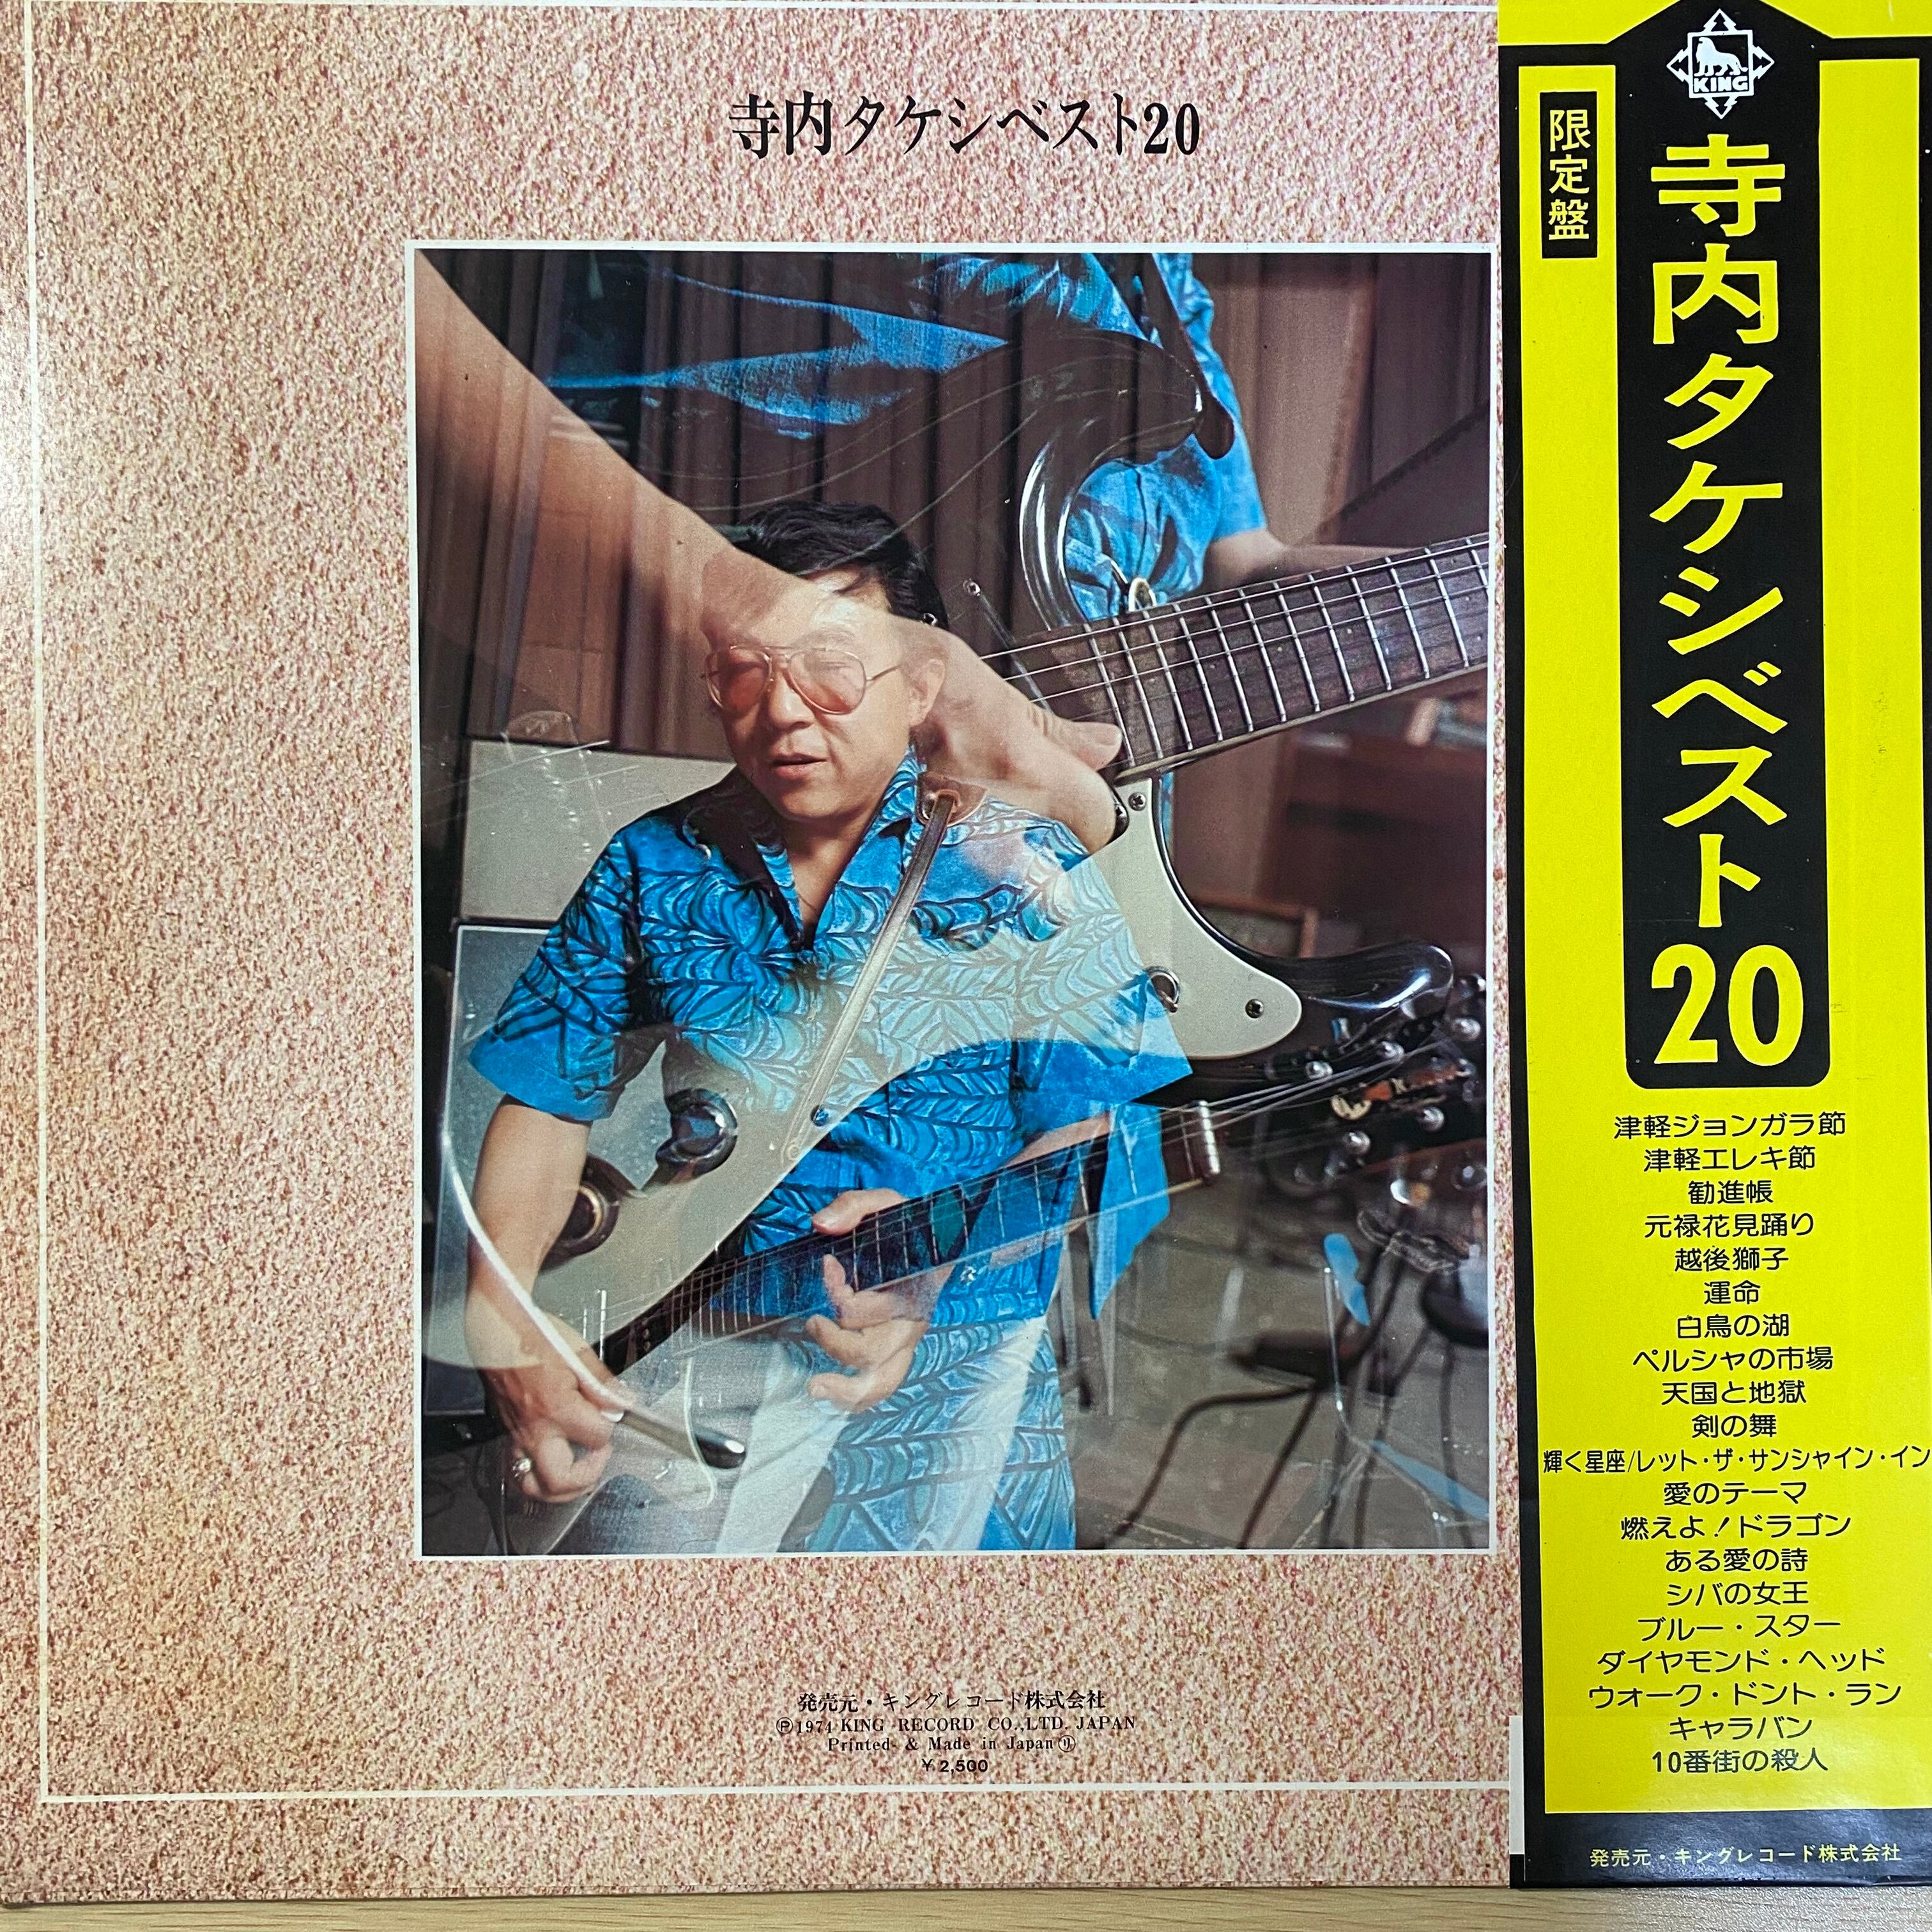 寺内タケシベスト20
発売元・キングレコード株式会社
Ⓟ1974 KING RECORD CO.,LTD. JAPAN
Printed & Made in Japan
¥2,500
KING
限定盤
寺内タケシベスト20
津軽ジョンガラ節
津軽エレキ節
勧進帳
元禄花見踊り
越後獅子
運命
白鳥の湖
ペルシャの市場
天国と地獄
剣の舞
輝く星座/レット・ザ・サンシャイン・イン
愛のテーマ
燃えよ!ドラゴン
ある愛の詩
シバの女王
ブルー・スター
ダイヤモンド・ヘッド
ウォーク・ドント・ラン
キャラバン
10番街の殺人
発売元・キングレコード株式会社